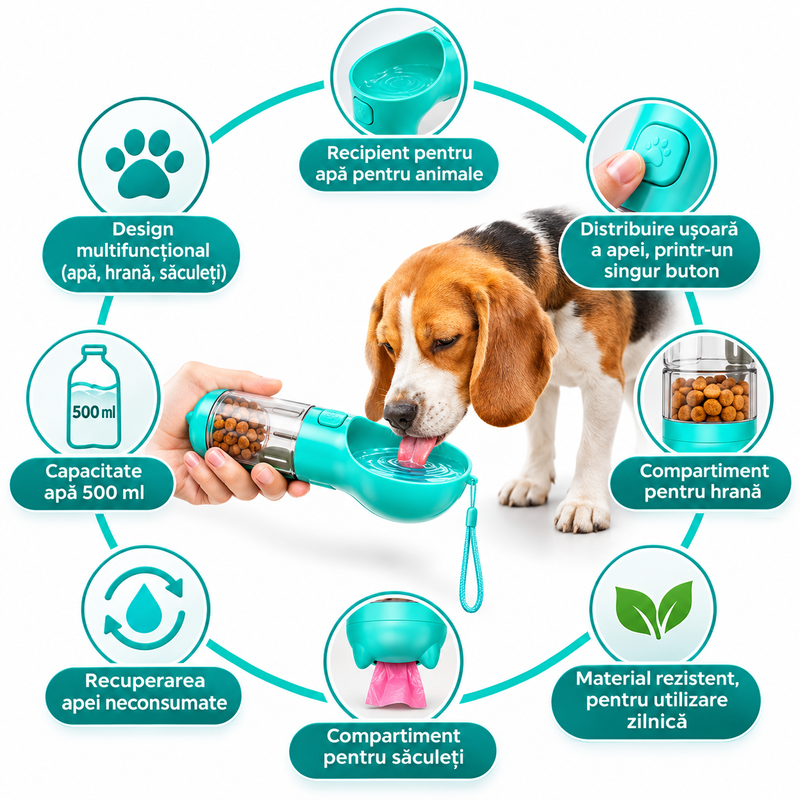 Recipient pentru
apă pentru animale
Design
multifuncțional
(apă, hrană, săculeți)
Distribuire ușoară
a apei, printr-un
singur buton
500 ml
Capacitate
apă 500 ml
Compartiment
pentru hrană
Recuperarea
apei neconsumate
Material rezistent,
pentru utilizare
zilnică
Compartiment
pentru săculeți